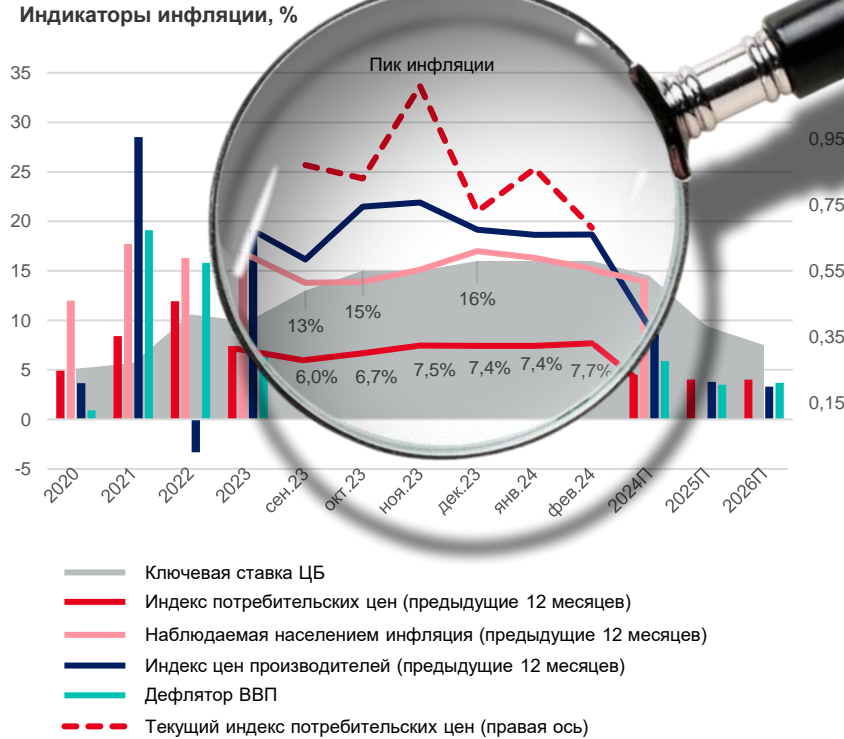 Индикаторы инфляции, %
Пик инфляции
35
30
25
20
15
10
5
0
-5
0,95
0,75
0,55
0,35
0,15
13%
15%
16%
6,0%
6,7%
7,5%
7,4%
7,4%
7,7%
2020
2021
2022
2023
сен.23
окт.23
ноя.23
дек.23
янв.24
фев.24
2024П
2025П
2026П
Ключевая ставка ЦБ
Индекс потребительских цен (предыдущие 12 месяцев)
Наблюдаемая населением инфляция (предыдущие 12 месяцев)
Индекс цен производителей (предыдущие 12 месяцев)
Дефлятор ВВП
Текущий индекс потребительских цен (правая ось)